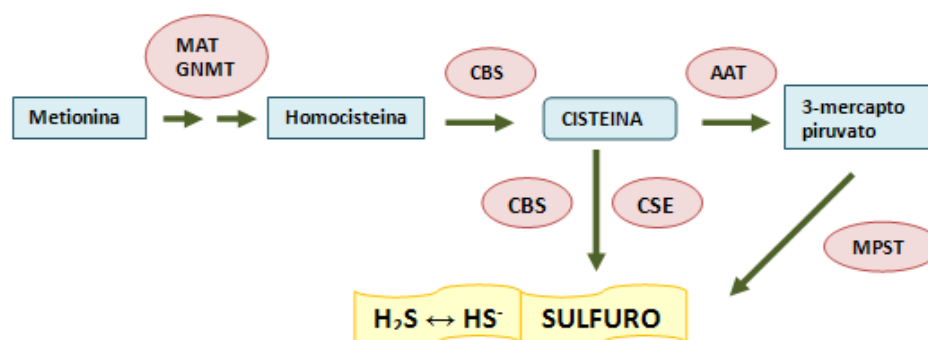 MAT
GNMT
CBS
AAT
Metionina
Homocisteina
CISTEINA
3-mercapto
piruvato
CBS
CSE
MPST
H₂S ↔ HS⁻
SULFURO